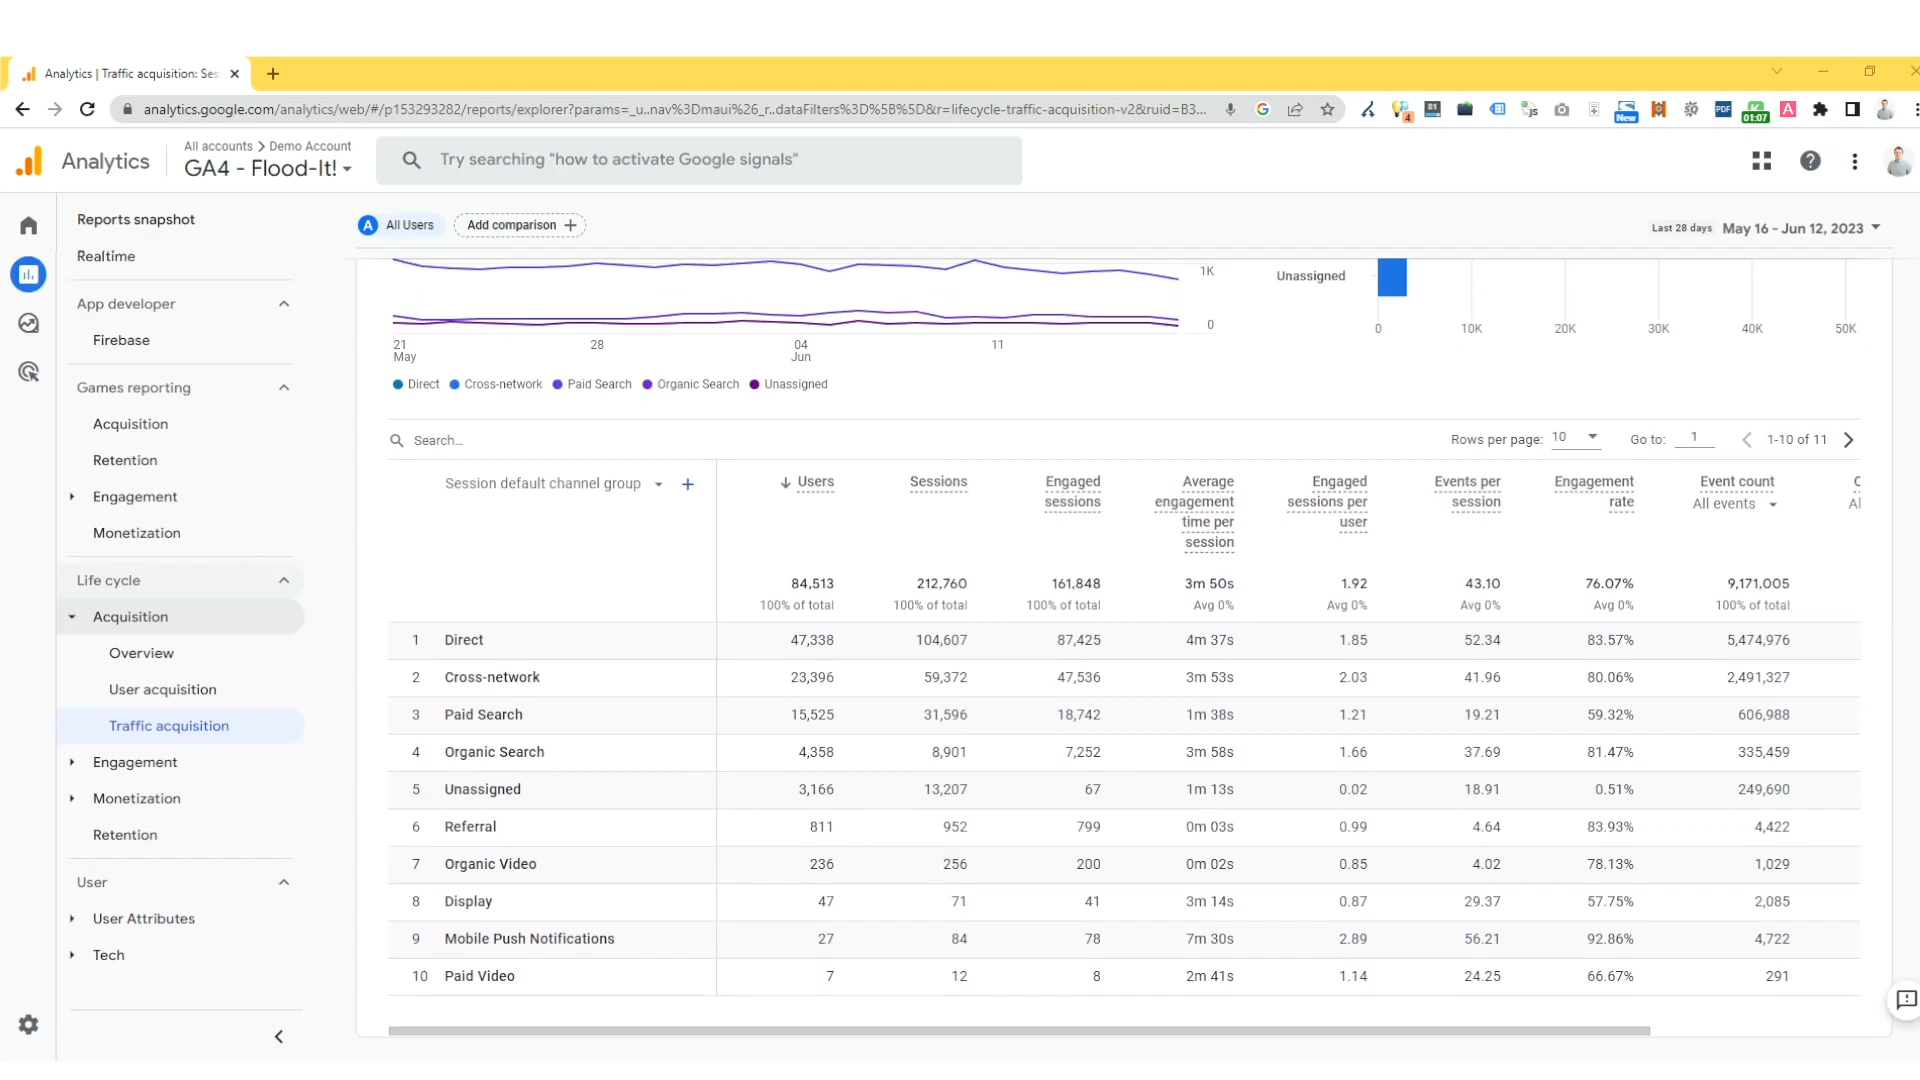 Analytics | Traffic acquisition: Ses
analytics.google.com/analytics/web/#/p153293282/reports/explorer?params=_u..nav%3Dmaui%26_r..dataFilters%3D%5B%5D&r=lifecycle-traffic-acquisition-v2&ruid=B3...
4
81
js
New
PDF
01:07
A
Analytics
All accounts > Demo Account
GA4 - Flood-It!
Try searching "how to activate Google signals"
Reports snapshot
Realtime
App developer
Firebase
Games reporting
Acquisition
Retention
Engagement
Monetization
Life cycle
Acquisition
Overview
User acquisition
Traffic acquisition
Engagement
Monetization
Retention
User
User Attributes
Tech
A All Users
Add comparison +
Last 28 days May 16 - Jun 12, 2023
1K
0
21 May
28
04 Jun
11
Direct Cross-network Paid Search Organic Search Unassigned
Unassigned
0 10K 20K 30K 40K 50K
Search...
Rows per page: 10 Go to: 1 1-10 of 11
Session default channel group +
Users
Sessions
Engaged sessions
Average engagement time per session
Engaged sessions per user
Events per session
Engagement rate
Event count
All events
84,513 212,760 161,848 3m 50s 1.92 43.10 76.07% 9,171,005
100% of total 100% of total 100% of total Avg 0% Avg 0% Avg 0% Avg 0% 100% of total
1 Direct 47,338 104,607 87,425 4m 37s 1.85 52.34 83.57% 5,474,976
2 Cross-network 23,396 59,372 47,536 3m 53s 2.03 41.96 80.06% 2,491,327
3 Paid Search 15,525 31,596 18,742 1m 38s 1.21 19.21 59.32% 606,988
4 Organic Search 4,358 8,901 7,252 3m 58s 1.66 37.69 81.47% 335,459
5 Unassigned 3,166 13,207 67 1m 13s 0.02 18.91 0.51% 249,690
6 Referral 811 952 799 0m 03s 0.99 4.64 83.93% 4,422
7 Organic Video 236 256 200 0m 02s 0.85 4.02 78.13% 1,029
8 Display 47 71 41 3m 14s 0.87 29.37 57.75% 2,085
9 Mobile Push Notifications 27 84 78 7m 30s 2.89 56.21 92.86% 4,722
10 Paid Video 7 12 8 2m 41s 1.14 24.25 66.67% 291